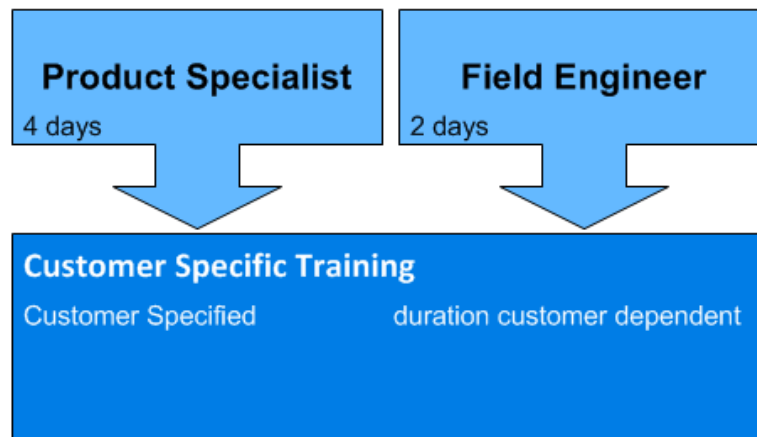 Product Specialist
4 days
Field Engineer
2 days
Customer Specific Training
Customer Specified
duration customer dependent